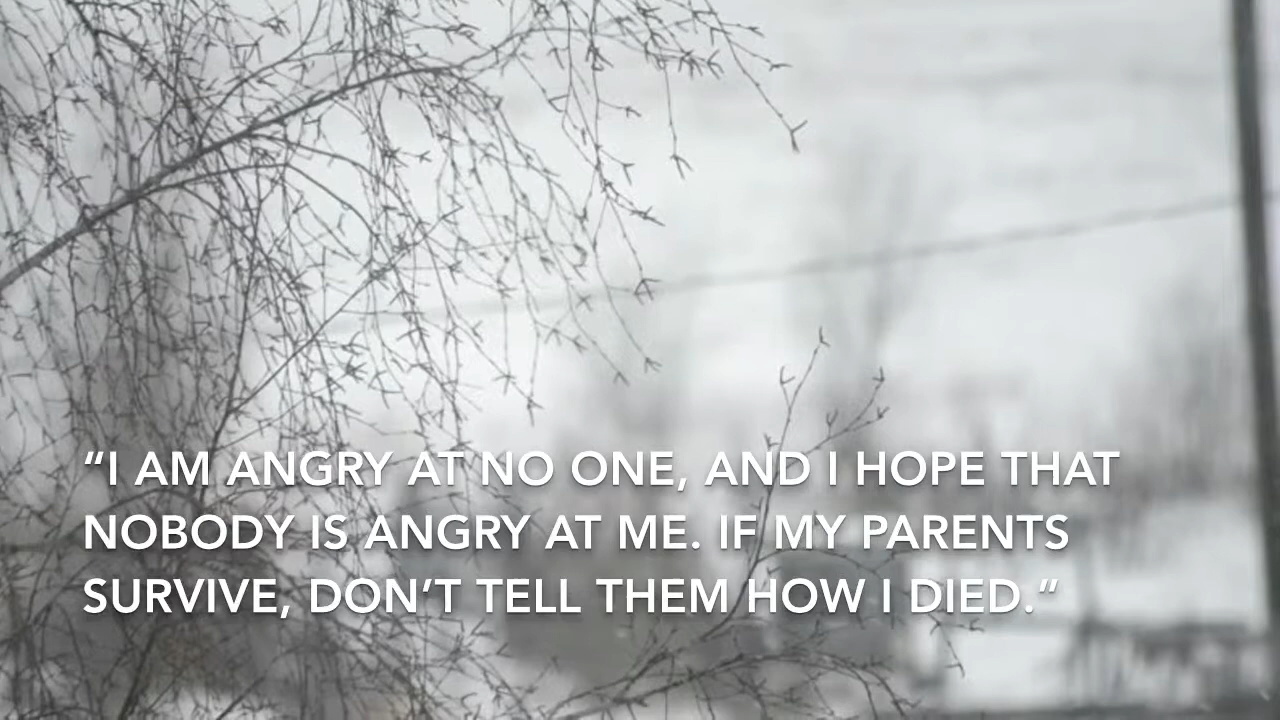 “I AM ANGRY AT NO ONE, AND I HOPE THAT
NOBODY IS ANGRY AT ME. IF MY PARENTS
SURVIVE, DON’T TELL THEM HOW I DIED.”